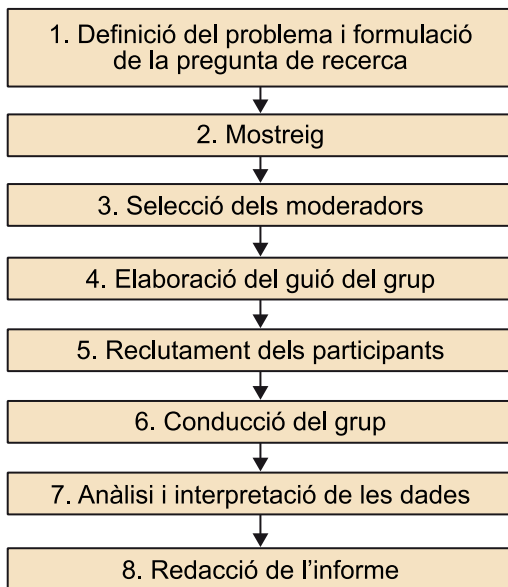 1. Definició del problema i formulació
de la pregunta de recerca
2. Mostreig
3. Selecció dels moderadors
4. Elaboració del guió del grup
5. Reclutament dels participants
6. Conducció del grup
7. Anàlisi i interpretació de les dades
8. Redacció de l’informe